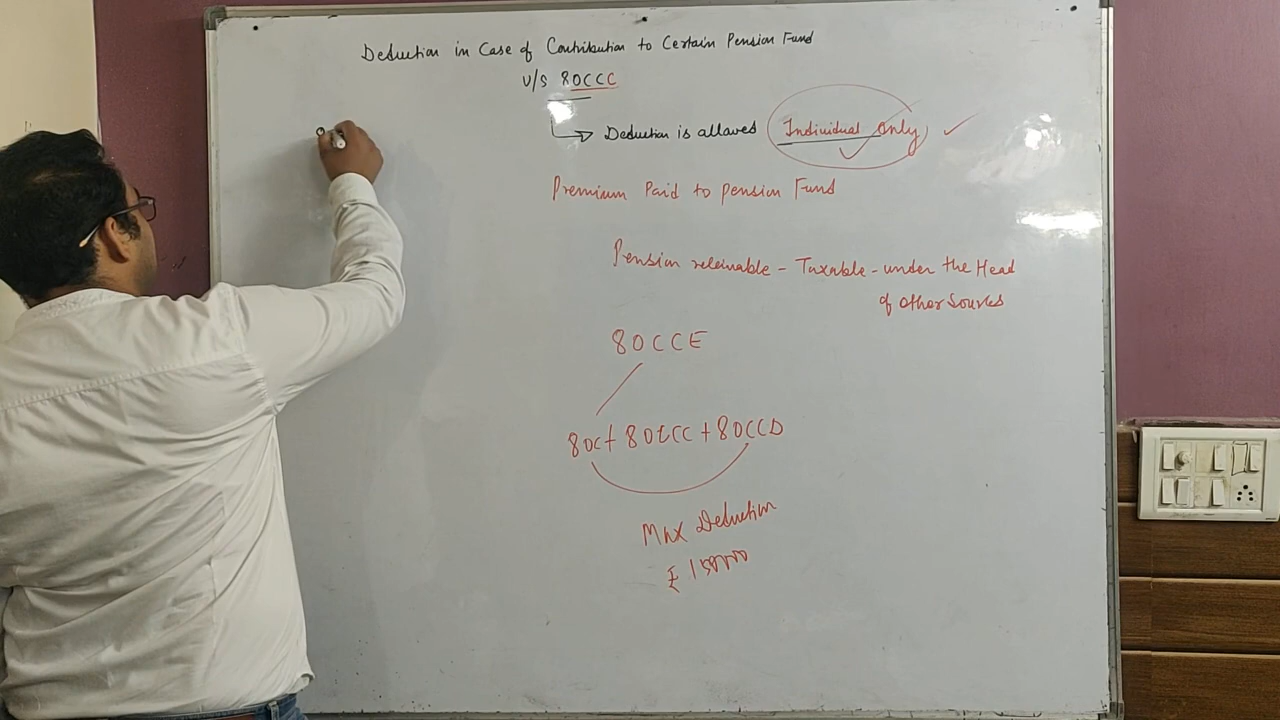 Deduction in Case of Contribution to Certain Pension Fund
U/S 80CCC
Deduction is allowed Individual Only
Premium Paid to pension Fund
Pension receivable - Taxable - under the Head
of other Sources
80CCE
80C + 80CCC + 80CCD
Max Deduction
₹ 150000